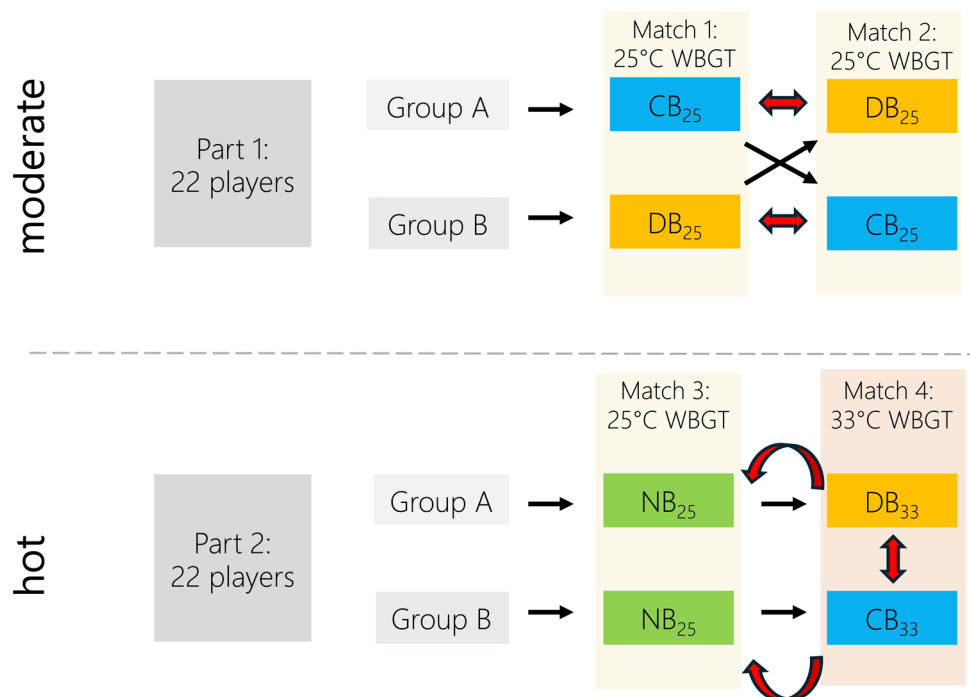 moderate
Part 1:
22 players
Group A
Group B
Match 1:
25°C WBGT
CB25
DB25
Match 2:
25°C WBGT
DB25
CB25
hot
Part 2:
22 players
Group A
Group B
Match 3:
25°C WBGT
NB25
NB25
Match 4:
33°C WBGT
DB33
CB33